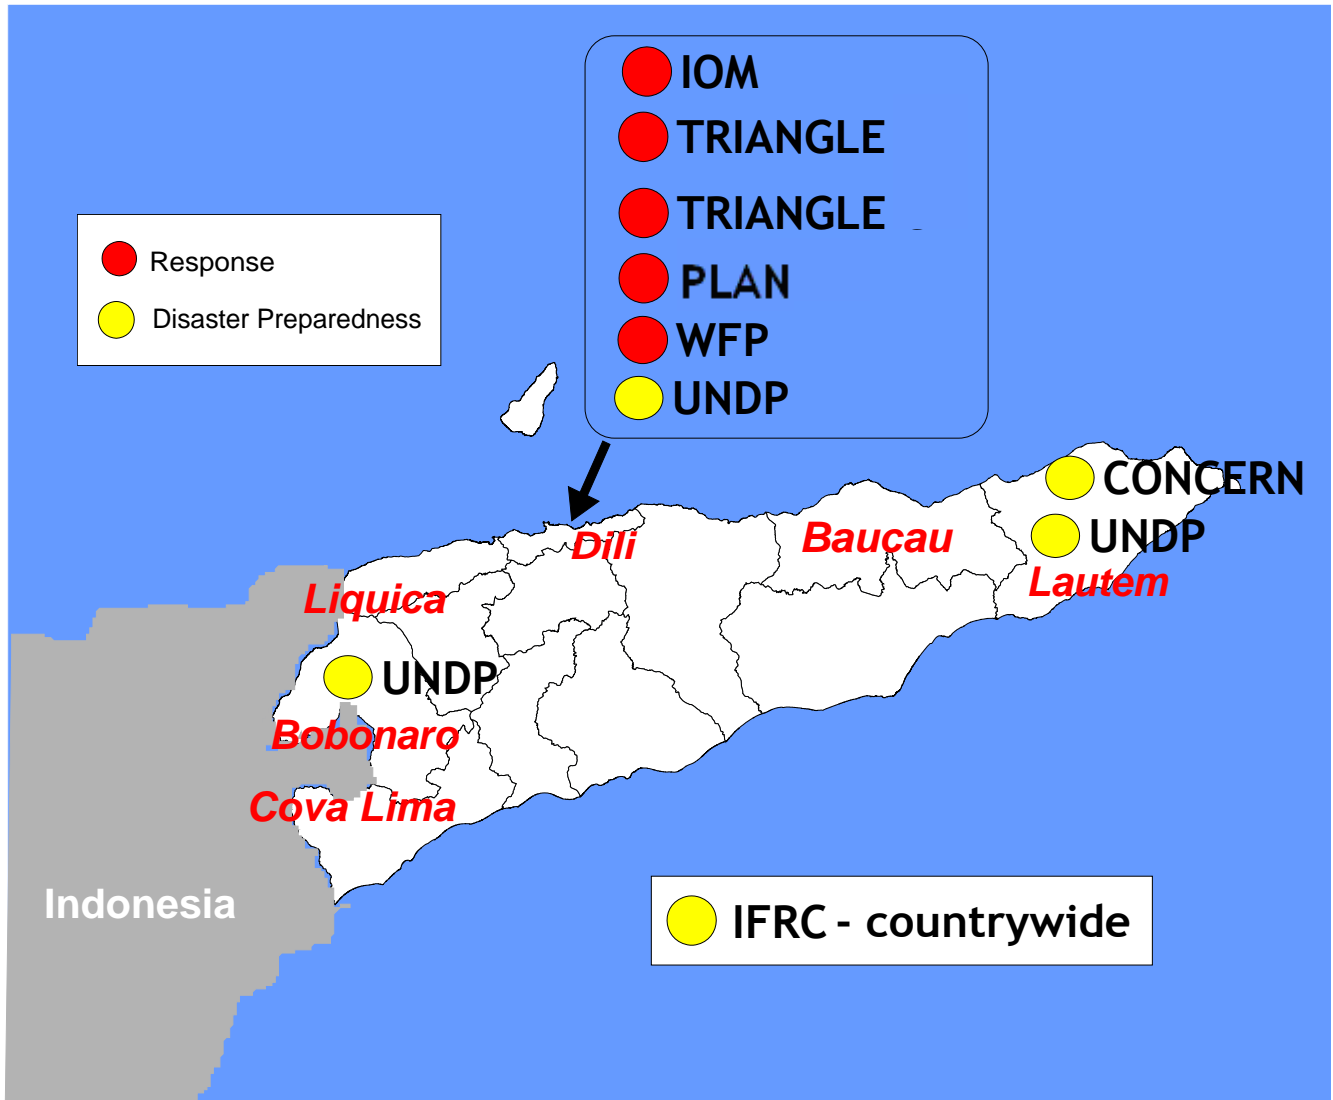 IOM
TRIANGLE
TRIANGLE
PLAN
WFP
UNDP
Response
Disaster Preparedness
CONCERN
UNDP
Lautem
Baucau
Dili
Liquica
UNDP
Bobonaro
Cova Lima
Indonesia
IFRC - countrywide